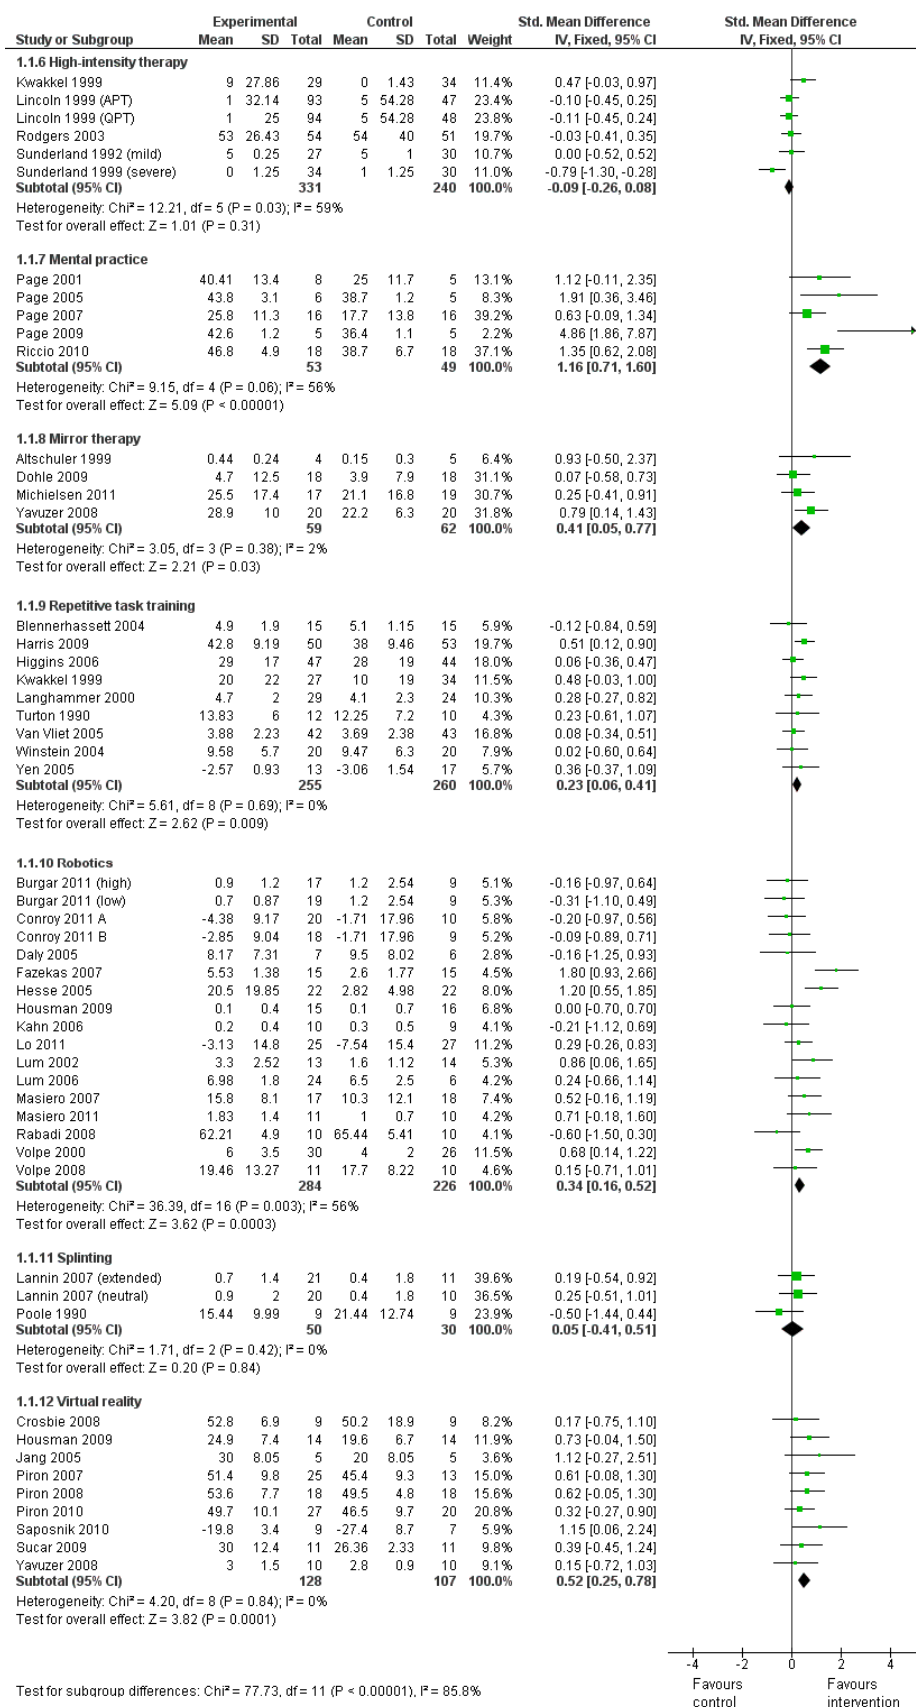 Experimental Control Std. Mean Difference Std. Mean Difference
Study or Subgroup Mean SD Total Mean SD Total Weight IV, Fixed, 95% CI IV, Fixed, 95% CI
1.1.6 High-intensity therapy
Kwakkel 1999 9 27.86 29 0 1.43 34 11.4% 0.47 [-0.03, 0.97]
Lincoln 1999 (APT) 1 32.14 93 5 54.28 47 23.4% -0.10 [-0.45, 0.25]
Lincoln 1999 (QPT) 1 25 94 5 54.28 48 23.8% -0.11 [-0.45, 0.24]
Rodgers 2003 53 26.43 54 54 40 51 19.7% -0.03 [-0.41, 0.35]
Sunderland 1992 (mild) 5 0.25 27 5 1 30 10.7% 0.00 [-0.52, 0.52]
Sunderland 1999 (severe) 0 1.25 34 1 1.25 30 11.0% -0.79 [-1.30, -0.28]
Subtotal (95% CI) 331 240 100.0% -0.09 [-0.26, 0.08]
Heterogeneity: Chi² = 12.21, df = 5 (P = 0.03); I² = 59%
Test for overall effect: Z = 1.01 (P = 0.31)
1.1.7 Mental practice
Page 2001 40.41 13.4 8 25 11.7 5 13.1% 1.12 [-0.11, 2.35]
Page 2005 43.8 3.1 6 38.7 1.2 5 8.3% 1.91 [0.36, 3.46]
Page 2007 25.8 11.3 16 17.7 13.8 16 39.2% 0.63 [-0.09, 1.34]
Page 2009 42.6 1.2 5 36.4 1.1 5 2.2% 4.86 [1.86, 7.87]
Riccio 2010 46.8 4.9 18 38.7 6.7 18 37.1% 1.35 [0.62, 2.08]
Subtotal (95% CI) 53 49 100.0% 1.16 [0.71, 1.60]
Heterogeneity: Chi² = 9.15, df = 4 (P = 0.06); I² = 56%
Test for overall effect: Z = 5.09 (P < 0.00001)
1.1.8 Mirror therapy
Altschuler 1999 0.44 0.24 4 0.15 0.3 5 6.4% 0.93 [-0.50, 2.37]
Dohle 2009 4.7 12.5 18 3.9 7.9 18 31.1% 0.07 [-0.58, 0.73]
Michielsen 2011 25.5 17.4 17 21.1 16.8 19 30.7% 0.25 [-0.41, 0.91]
Yavuzer 2008 28.9 10 20 22.2 6.3 20 31.8% 0.79 [0.14, 1.43]
Subtotal (95% CI) 59 62 100.0% 0.41 [0.05, 0.77]
Heterogeneity: Chi² = 3.05, df = 3 (P = 0.38); I² = 2%
Test for overall effect: Z = 2.21 (P = 0.03)
1.1.9 Repetitive task training
Blennerhassett 2004 4.9 1.9 15 5.1 1.15 15 5.9% -0.12 [-0.84, 0.59]
Harris 2009 42.8 9.19 50 38 9.46 53 19.7% 0.51 [0.12, 0.90]
Higgins 2006 29 17 47 28 19 44 18.0% 0.06 [-0.36, 0.47]
Kwakkel 1999 20 22 27 10 19 34 11.5% 0.48 [-0.03, 1.00]
Langhammer 2000 4.7 2 29 4.1 2.3 24 10.3% 0.28 [-0.27, 0.82]
Turton 1990 13.83 6 12 12.25 7.2 10 4.3% 0.23 [-0.61, 1.07]
Van Vliet 2005 3.88 2.23 42 3.69 2.38 43 16.8% 0.08 [-0.34, 0.51]
Winstein 2004 9.58 5.7 20 9.47 6.3 20 7.9% 0.02 [-0.60, 0.64]
Yen 2005 -2.57 0.93 13 -3.06 1.54 17 5.7% 0.36 [-0.37, 1.09]
Subtotal (95% CI) 255 260 100.0% 0.23 [0.06, 0.41]
Heterogeneity: Chi² = 5.61, df = 8 (P = 0.69); I² = 0%
Test for overall effect: Z = 2.62 (P = 0.009)
1.1.10 Robotics
Burgar 2011 (high) 0.9 1.2 17 1.2 2.54 9 5.1% -0.16 [-0.97, 0.64]
Burgar 2011 (low) 0.7 0.87 19 1.2 2.54 9 5.3% -0.31 [-1.10, 0.49]
Conroy 2011 A -4.38 9.17 20 -1.71 17.96 10 5.7% -0.20 [-0.97, 0.56]
Conroy 2011 B -2.85 9.04 18 -1.71 17.96 9 5.2% -0.09 [-0.89, 0.71]
Daly 2005 8.17 7.31 7 9.5 8.02 6 2.8% -0.16 [-1.25, 0.93]
Fazekas 2007 5.53 1.38 15 2.6 1.77 15 4.5% 1.80 [0.93, 2.66]
Hesse 2005 20.5 19.85 22 2.82 4.98 22 8.0% 1.20 [0.55, 1.85]
Housman 2009 0.1 0.4 15 0.1 0.7 16 6.8% 0.00 [-0.70, 0.70]
Kahn 2006 0.2 0.4 10 0.3 0.5 9 4.1% -0.21 [-1.12, 0.69]
Lo 2011 -3.13 14.8 25 -7.54 15.4 27 11.2% 0.29 [-0.26, 0.83]
Lum 2002 3.3 2.52 13 1.6 1.12 14 5.3% 0.86 [0.06, 1.65]
Lum 2006 6.98 1.8 24 6.5 2.5 6 4.2% 0.24 [-0.66, 1.14]
Masiero 2007 15.8 8.1 17 10.3 12.1 18 7.4% 0.52 [-0.16, 1.19]
Masiero 2011 1.83 1.4 11 1 0.7 10 4.2% 0.71 [-0.18, 1.60]
Rabadi 2008 62.21 4.9 10 65.44 5.41 10 4.1% -0.60 [-1.50, 0.30]
Volpe 2000 6 3.5 30 4 2 26 11.5% 0.68 [0.14, 1.22]
Volpe 2008 19.46 13.27 11 17.7 8.22 10 4.6% 0.15 [-0.71, 1.01]
Subtotal (95% CI) 284 226 100.0% 0.34 [0.16, 0.52]
Heterogeneity: Chi² = 36.39, df = 16 (P = 0.003); I² = 56%
Test for overall effect: Z = 3.62 (P = 0.0003)
1.1.11 Splinting
Lannin 2007 (extended) 0.7 1.4 21 0.4 1.8 11 39.6% 0.19 [-0.54, 0.92]
Lannin 2007 (neutral) 0.9 2 20 0.4 1.8 10 36.5% 0.25 [-0.51, 1.01]
Poole 1990 15.44 9.99 9 21.44 12.74 9 23.9% -0.50 [-1.44, 0.44]
Subtotal (95% CI) 50 30 100.0% 0.05 [-0.41, 0.51]
Heterogeneity: Chi² = 1.71, df = 2 (P = 0.42); I² = 0%
Test for overall effect: Z = 0.20 (P = 0.84)
1.1.12 Virtual reality
Crosbie 2008 52.8 6.9 9 50.2 18.9 9 8.2% 0.17 [-0.75, 1.10]
Housman 2009 24.9 7.4 14 19.6 6.7 14 11.9% 0.73 [-0.04, 1.50]
Jang 2005 30 8.05 5 20 8.05 5 3.6% 1.12 [-0.27, 2.51]
Piron 2007 51.4 9.8 25 45.4 9.3 13 15.0% 0.61 [-0.08, 1.30]
Piron 2008 53.6 7.7 18 49.5 4.8 18 15.6% 0.62 [-0.05, 1.30]
Piron 2010 49.7 10.1 27 46.5 9.7 20 20.8% 0.32 [-0.27, 0.90]
Saposnik 2010 -19.8 3.4 9 -27.4 8.7 7 5.9% 1.15 [0.06, 2.24]
Sucar 2009 30 12.4 11 26.36 2.33 11 9.9% 0.39 [-0.45, 1.24]
Yavuzer 2008 3 1.5 10 2.8 0.9 10 9.1% 0.15 [-0.72, 1.03]
Subtotal (95% CI) 128 107 100.0% 0.52 [0.25, 0.78]
Heterogeneity: Chi² = 4.20, df = 8 (P = 0.84); I² = 0%
Test for overall effect: Z = 3.82 (P = 0.0001)
-4 -2 0 2 4
Favours control Favours intervention
Test for subgroup differences: Chi² = 77.73, df = 11 (P < 0.00001), I² = 85.8%